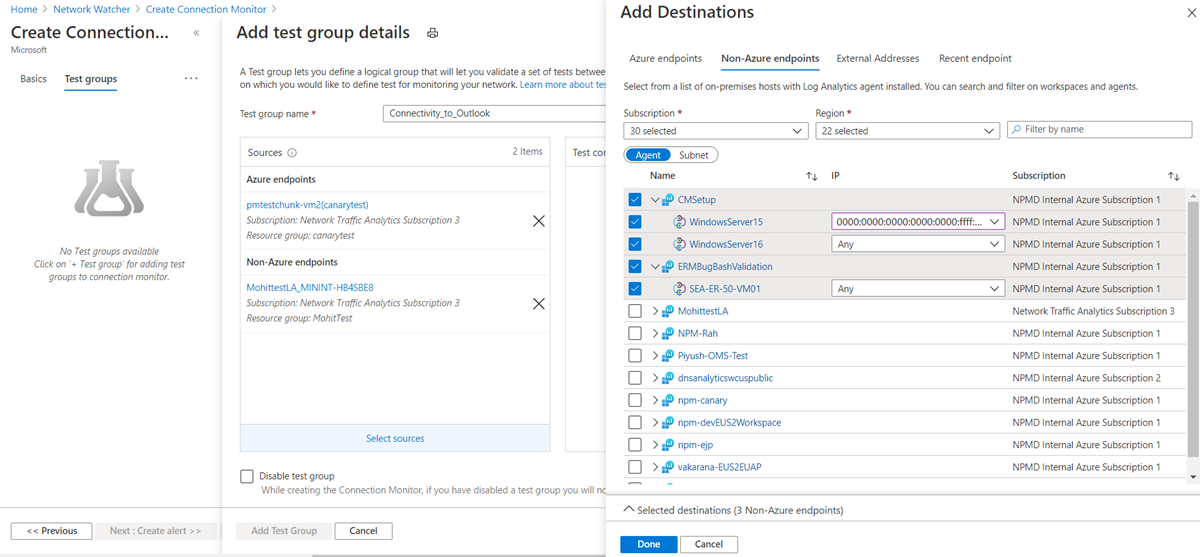 Home > Network Watcher > Create Connection Monitor >
Create Connection...
«
Microsoft
Basics
Test groups
...
No Test groups available
Click on '+ Test group' for adding test
groups to connection monitor.
<< Previous
Next : Create alert >>
Add test group details
A Test group lets you define a logical group that will let you validate a set of tests between
on which you would like to define test for monitoring your network. Learn more about
Test group name *
Connectivity_to_Outlook
Sources
2 Items
Azure endpoints
pmtestchunk-vm2(canarytest)
Subscription: Network Traffic Analytics Subscription 3
Resource group: canarytest
Non-Azure endpoints
MohittestLA_MININT-HB4SBE8
Subscription: Network Traffic Analytics Subscription 3
Resource group: MohitTest
Select sources
Test
Disable test group
While creating the Connection Monitor, if you have disabled a test group you will
Add Test Group
Cancel
Add Destinations
Azure endpoints
Non-Azure endpoints
External Addresses
Recent endpoint
Select from a list of on-premises hosts with Log Analytics agent installed. You can search and filter on workspaces and agents.
Subscription *
Region *
30 selected
22 selected
Filter by name
Agent
Subnet
Name
IP
Subscription
CMSetup NPMD Internal Azure Subscription 1
WindowsServer15 0000:0000:0000:0000:0000:ffff:... NPMD Internal Azure Subscription 1
WindowsServer16 Any NPMD Internal Azure Subscription 1
ERMBugBashValidation NPMD Internal Azure Subscription 1
SEA-ER-50-VM01 Any NPMD Internal Azure Subscription 1
MohittestLA Network Traffic Analytics Subscription 3
NPM-Rah NPMD Internal Azure Subscription 1
Piyush-OMS-Test NPMD Internal Azure Subscription 1
dnsanalyticswcuspublic NPMD Internal Azure Subscription 2
npm-canary NPMD Internal Azure Subscription 1
npm-devEUS2Workspace NPMD Internal Azure Subscription 1
npm-ejp NPMD Internal Azure Subscription 1
vakarana-EUS2EUAP NPMD Internal Azure Subscription 1
Selected destinations (3 Non-Azure endpoints)
Done
Cancel